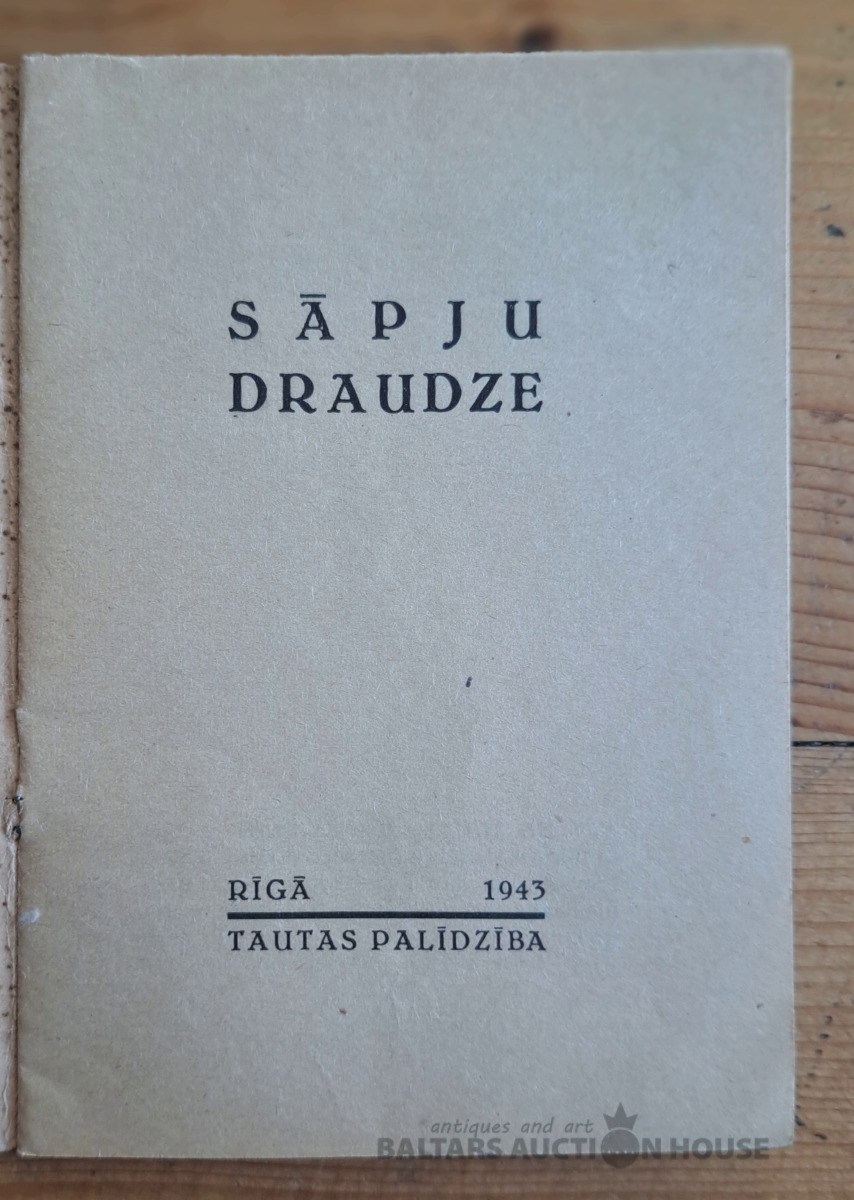 SĀPJU
DRAUDZE
RĪGĀ 1943
TAUTAS PALĪDZĪBA
antiques and art
BALTARS AUCTION HOUSE